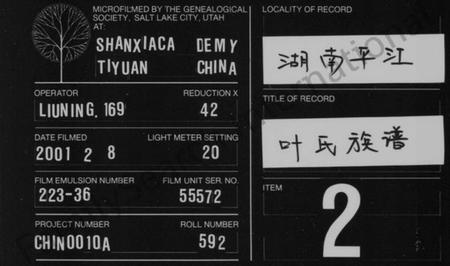 MICROFILMED BY THE GENEALOGICAL
SOCIETY, SALT LAKE CITY, UTAH
AT:
SHANXIACA DEMY
TIYUAN CHINA
OPERATOR
LIUNING. 169
REDUCTION X
42
DATE FILMED
2001 2 8
LIGHT METER SETTING
20
FILM EMULSION NUMBER
223-36
FILM UNIT SER. NO.
55572
PROJECT NUMBER
CHIN0010A
ROLL NUMBER
592
LOCALITY OF RECORD
湖南平江
TITLE OF RECORD
叶氏族谱
ITEM
2